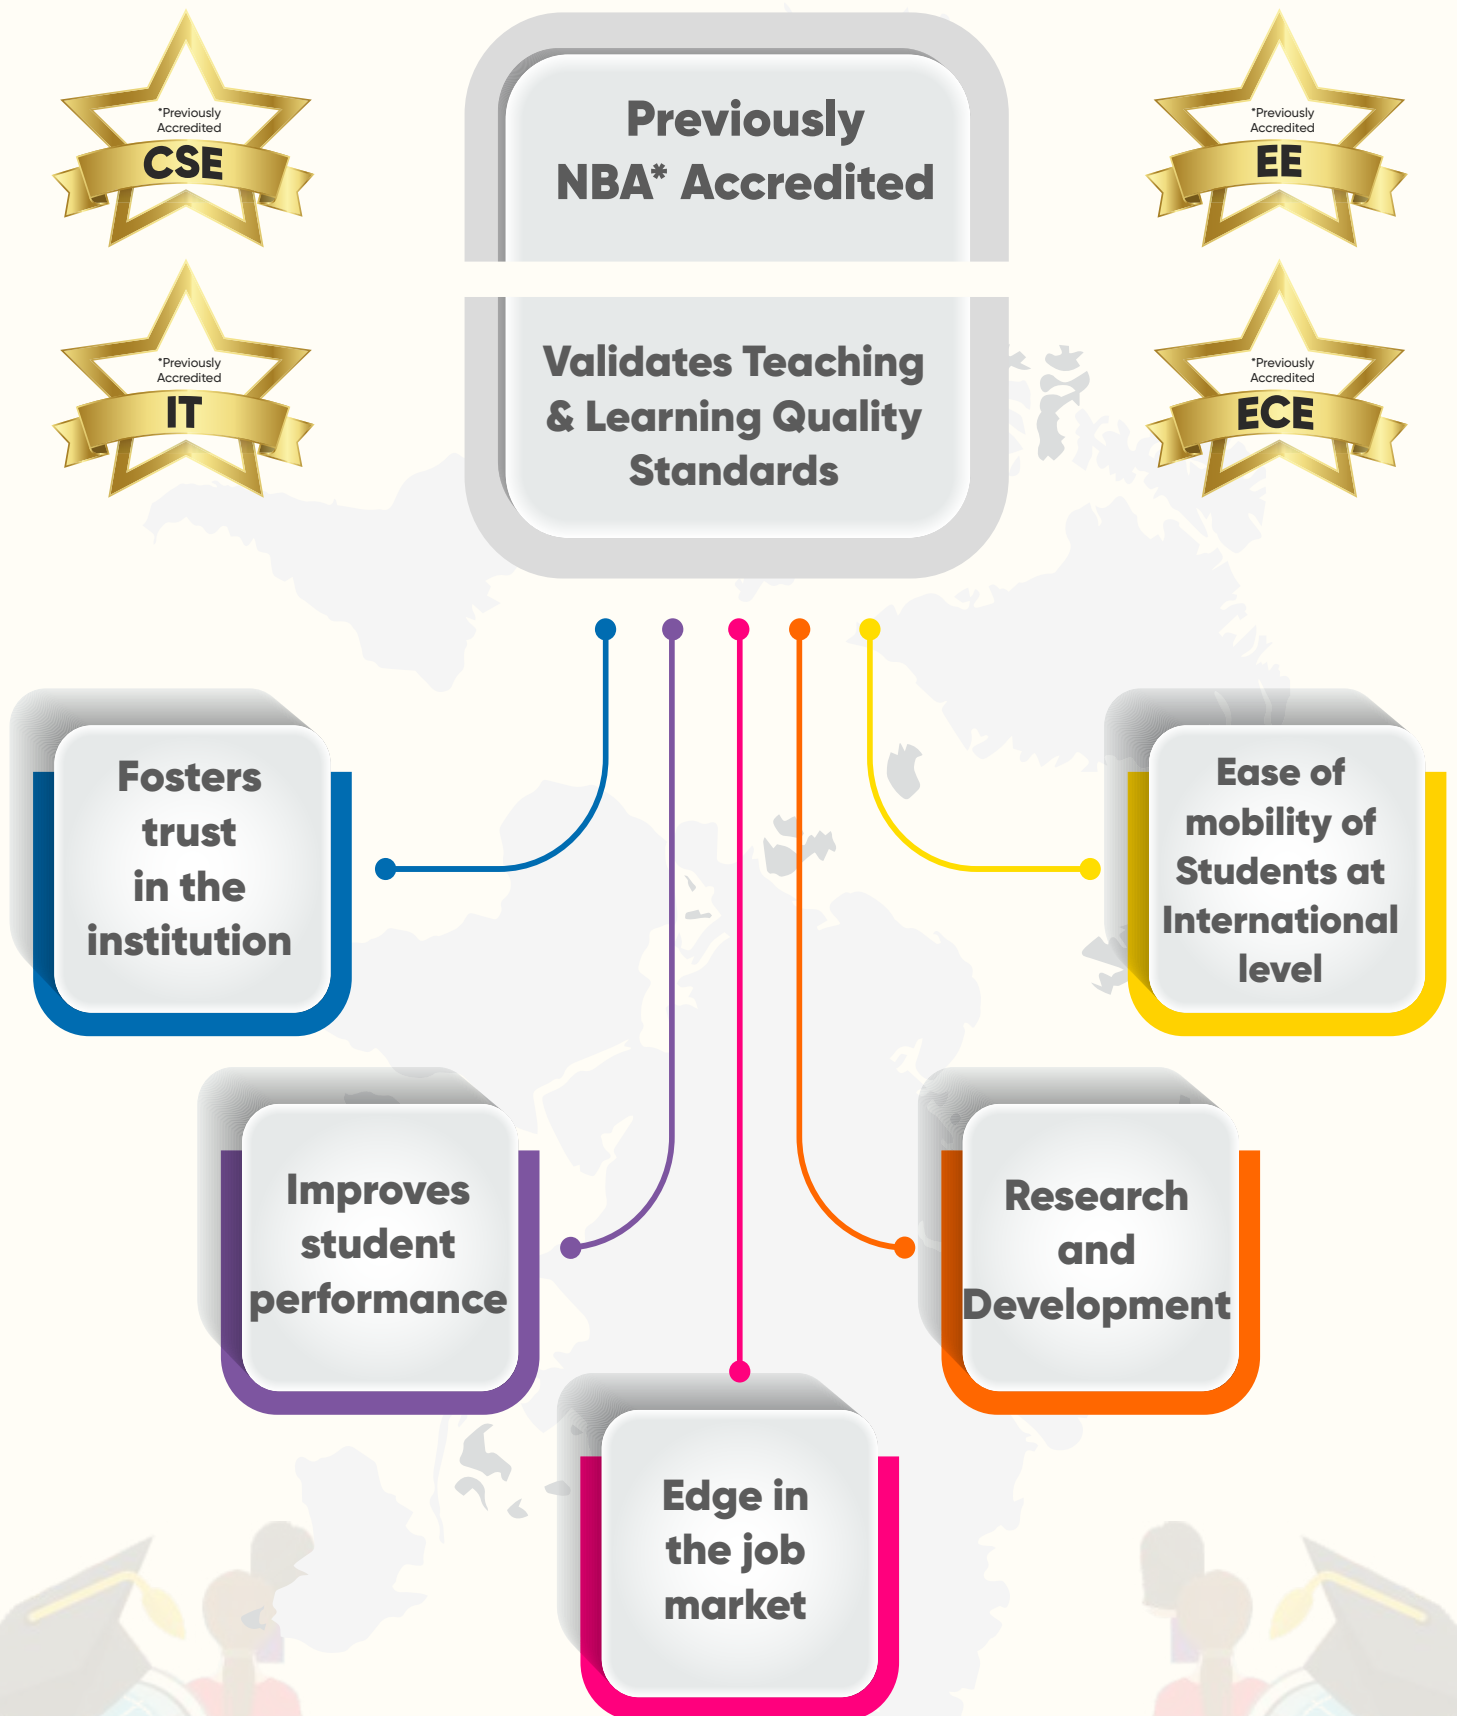 *Previously
Accredited
CSE
Previously
NBA* Accredited
*Previously
Accredited
EE
*Previously
Accredited
IT
Validates Teaching
& Learning Quality
Standards
*Previously
Accredited
ECE
Fosters
trust
in the
institution
Ease of
mobility of
Students at
International
level
Improves
student
performance
Research
and
Development
Edge in
the job
market